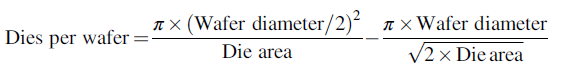 Dies per wafer = π × (Wafer diameter/2)² / Die area − π × Wafer diameter / √2 × Die area